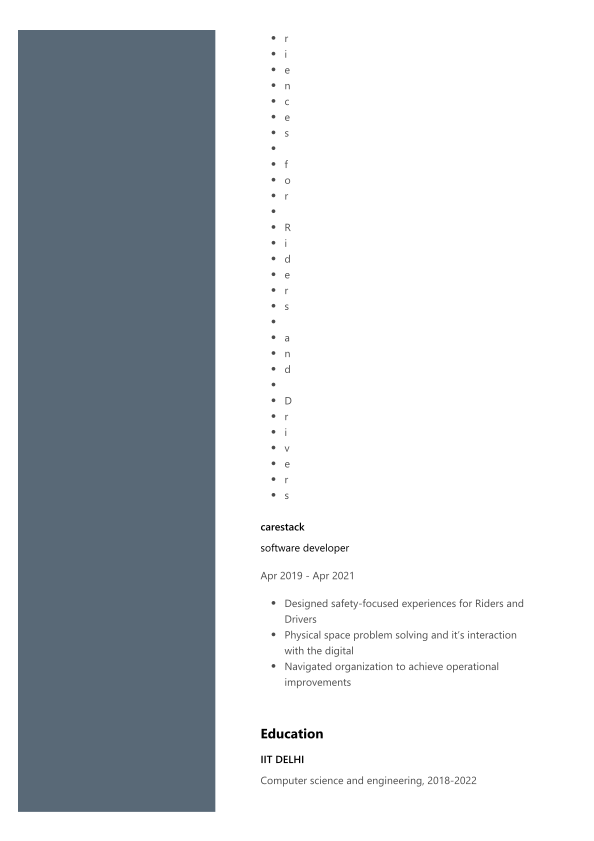 • r
• i
• e
• n
• c
• e
• s
•
• f
• o
• r
•
• R
• i
• d
• e
• r
• s
•
• a
• n
• d
•
• D
• r
• i
• v
• e
• r
• s
carestack
software developer
Apr 2019 - Apr 2021
• Designed safety-focused experiences for Riders and
Drivers
• Physical space problem solving and it's interaction
with the digital
• Navigated organization to achieve operational
improvements
Education
IIT DELHI
Computer science and engineering, 2018-2022